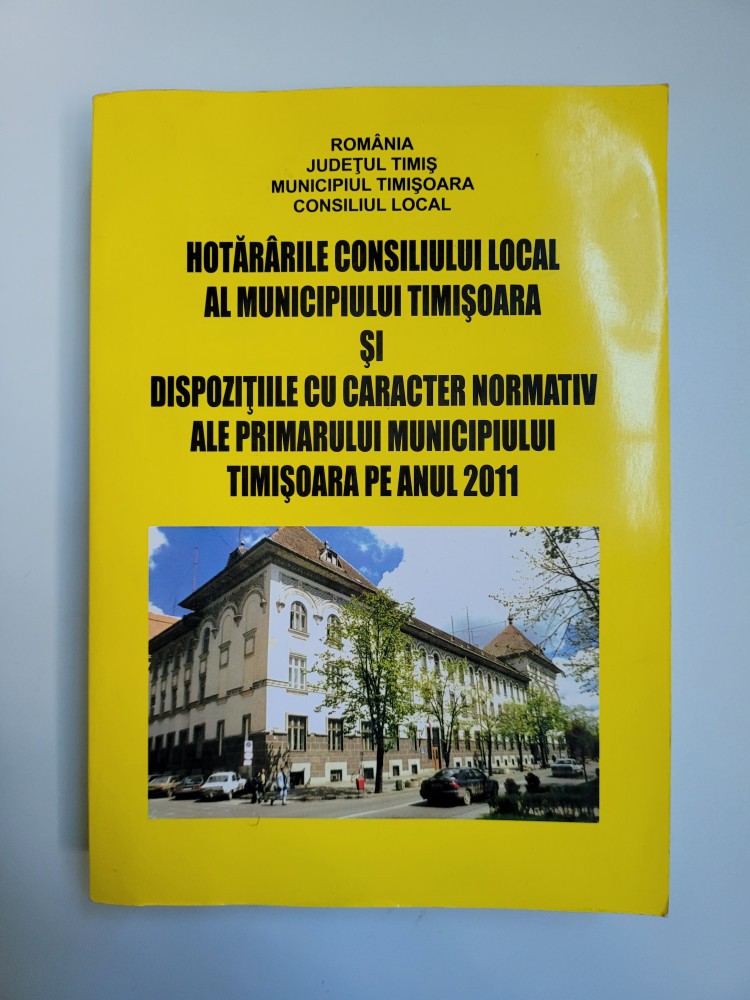 ROMÂNIA
JUDEŢUL TIMIŞ
MUNICIPIUL TIMIŞOARA
CONSILIUL LOCAL
HOTĂRÂRILE CONSILIULUI LOCAL
AL MUNICIPIULUI TIMIŞOARA
ŞI
DISPOZIŢIILE CU CARACTER NORMATIV
ALE PRIMARULUI MUNICIPIULUI
TIMIŞOARA PE ANUL 2011